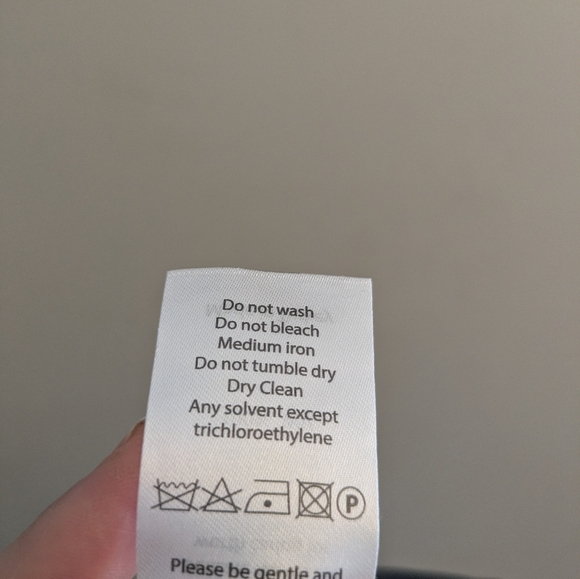 Do not wash
Do not bleach
Medium iron
Do not tumble dry
Dry Clean
Any solvent except
trichloroethylene
P
Please be gentle and